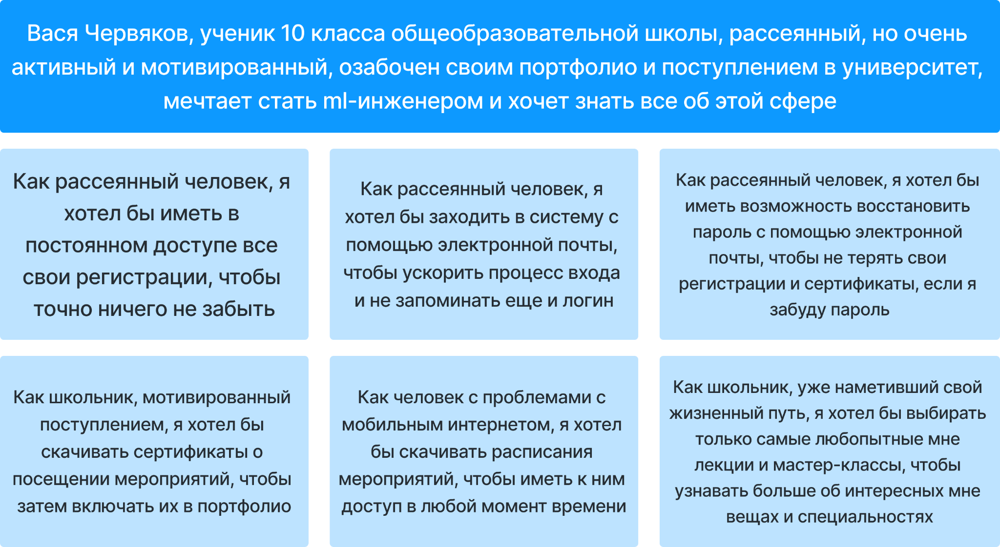 Вася Червяков, ученик 10 класса общеобразовательной школы, рассеянный, но очень
активный и мотивированный, озабочен своим портфолио и поступлением в университет,
мечтает стать ml-инженером и хочет знать все об этой сфере
Как рассеянный человек, я
хотел бы иметь в
постоянном доступе все
свои регистрации, чтобы
точно ничего не забыть
Как рассеянный человек, я
хотел бы заходить в систему с
помощью электронной почты,
чтобы ускорить процесс входа
и не запоминать еще и логин
Как рассеянный человек, я хотел бы
иметь возможность восстановить
пароль с помощью электронной
почты, чтобы не терять свои
регистрации и сертификаты, если я
забуду пароль
Как школьник, мотивированный
поступлением, я хотел бы
скачивать сертификаты о
посещении мероприятий, чтобы
затем включать их в портфолио
Как человек с проблемами с
мобильным интернетом, я хотел
бы скачивать расписания
мероприятий, чтобы иметь к ним
доступ в любой момент времени
Как школьник, уже наметивший свой
жизненный путь, я хотел бы выбирать
только самые любопытные мне
лекции и мастер-классы, чтобы
узнавать больше об интересных мне
вещах и специальностях